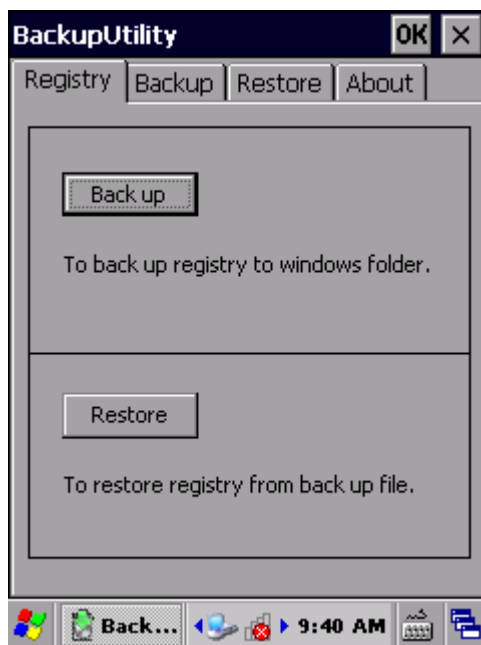 BackupUtility OK ×
Registry Backup Restore About
Back up
To back up registry to windows folder.
Restore
To restore registry from back up file.
Back... 9:40 AM